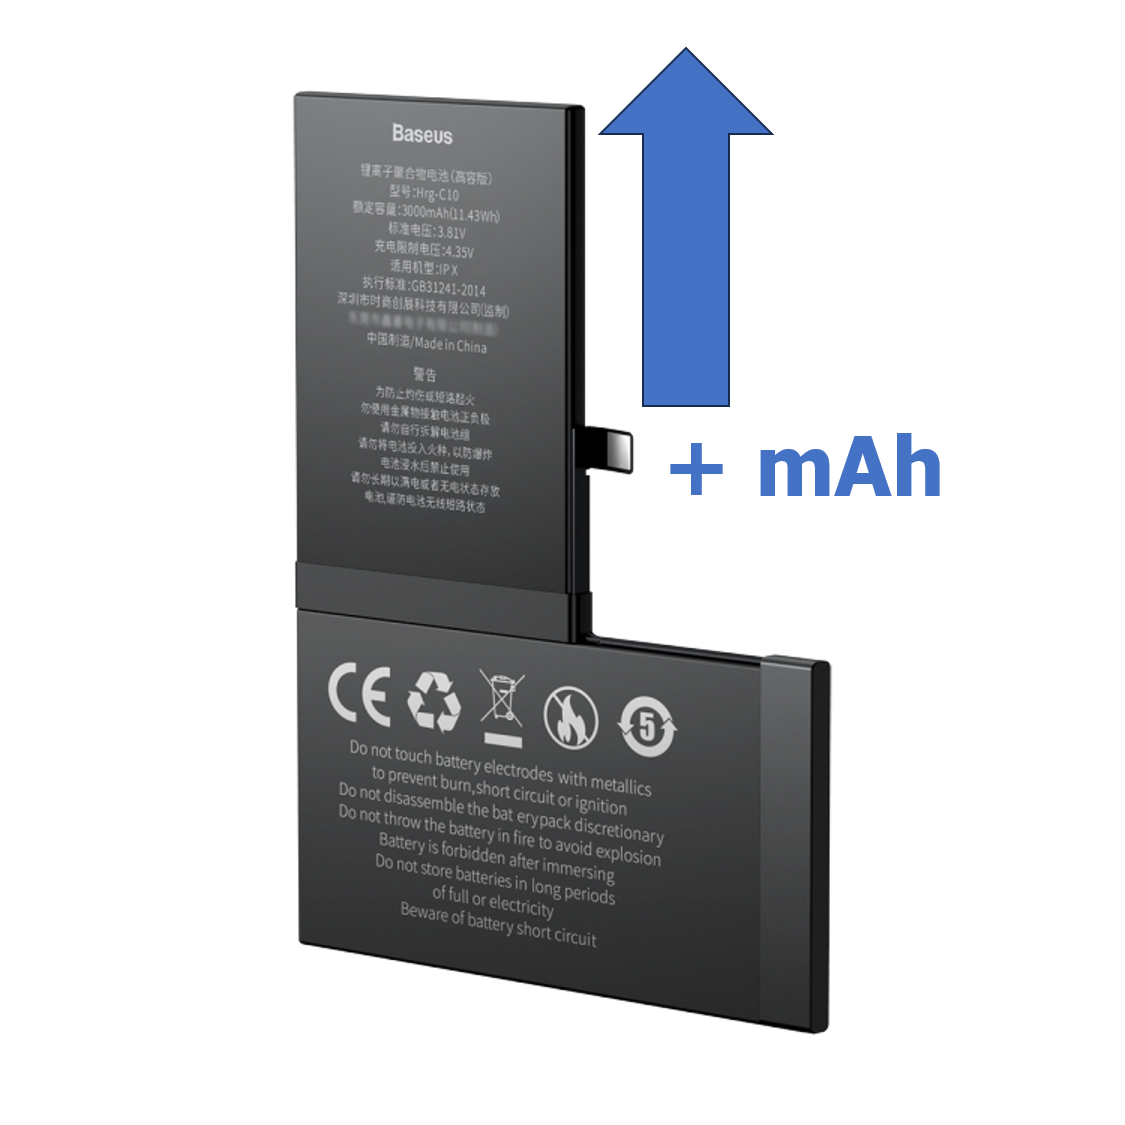 Baseus
锂离子聚合物电池(高容版)
型号:Hrg-C10
额定容量:3000mAh(11.43Wh)
标准电压:3.81V
充电限制电压:4.35V
适用机型:IP X
执行标准:GB31241-2014
深圳市时商创展科技有限公司(监制)
中国制造/Made in China
警告
为防止灼伤或短路起火
勿使用金属物接触电池正负极
请勿自行拆解电池组
请勿将电池投入火种,以防爆炸
电池浸水后禁止使用
请勿长期以满电或者无电状态存放
电池,谨防电池无线短路状态
+ mAh
CE
5
Do not touch battery electrodes with metallics
to prevent burn,short circuit or ignition
Do not disassemble the bat erypack discretionary
Do not throw the battery in fire to avoid explosion
Battery is forbidden after immersing
Do not store batteries in long periods
of full or electricity
Beware of battery short circuit